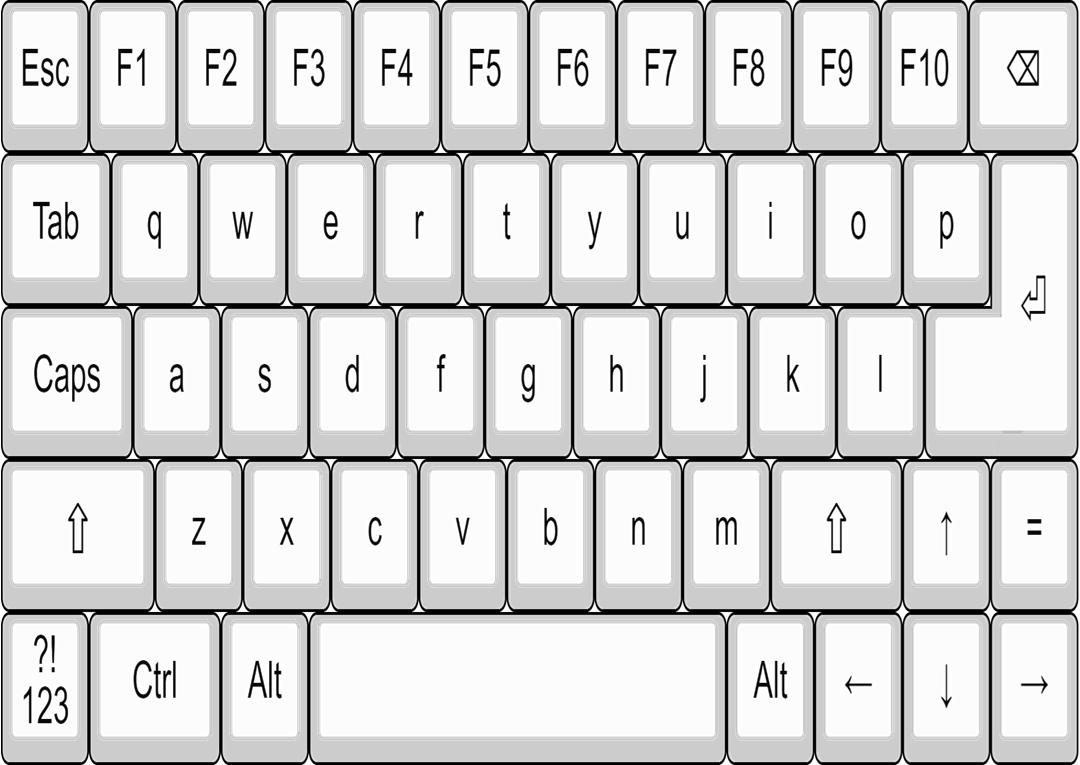 Esc F1 F2 F3 F4 F5 F6 F7 F8 F9 F10 ⌫
Tab q w e r t y u i o p
⏎
Caps a s d f g h j k l
⇧ z x c v b n m ⇧ ↑ =
?!
123 Ctrl Alt Alt ← ↓ →